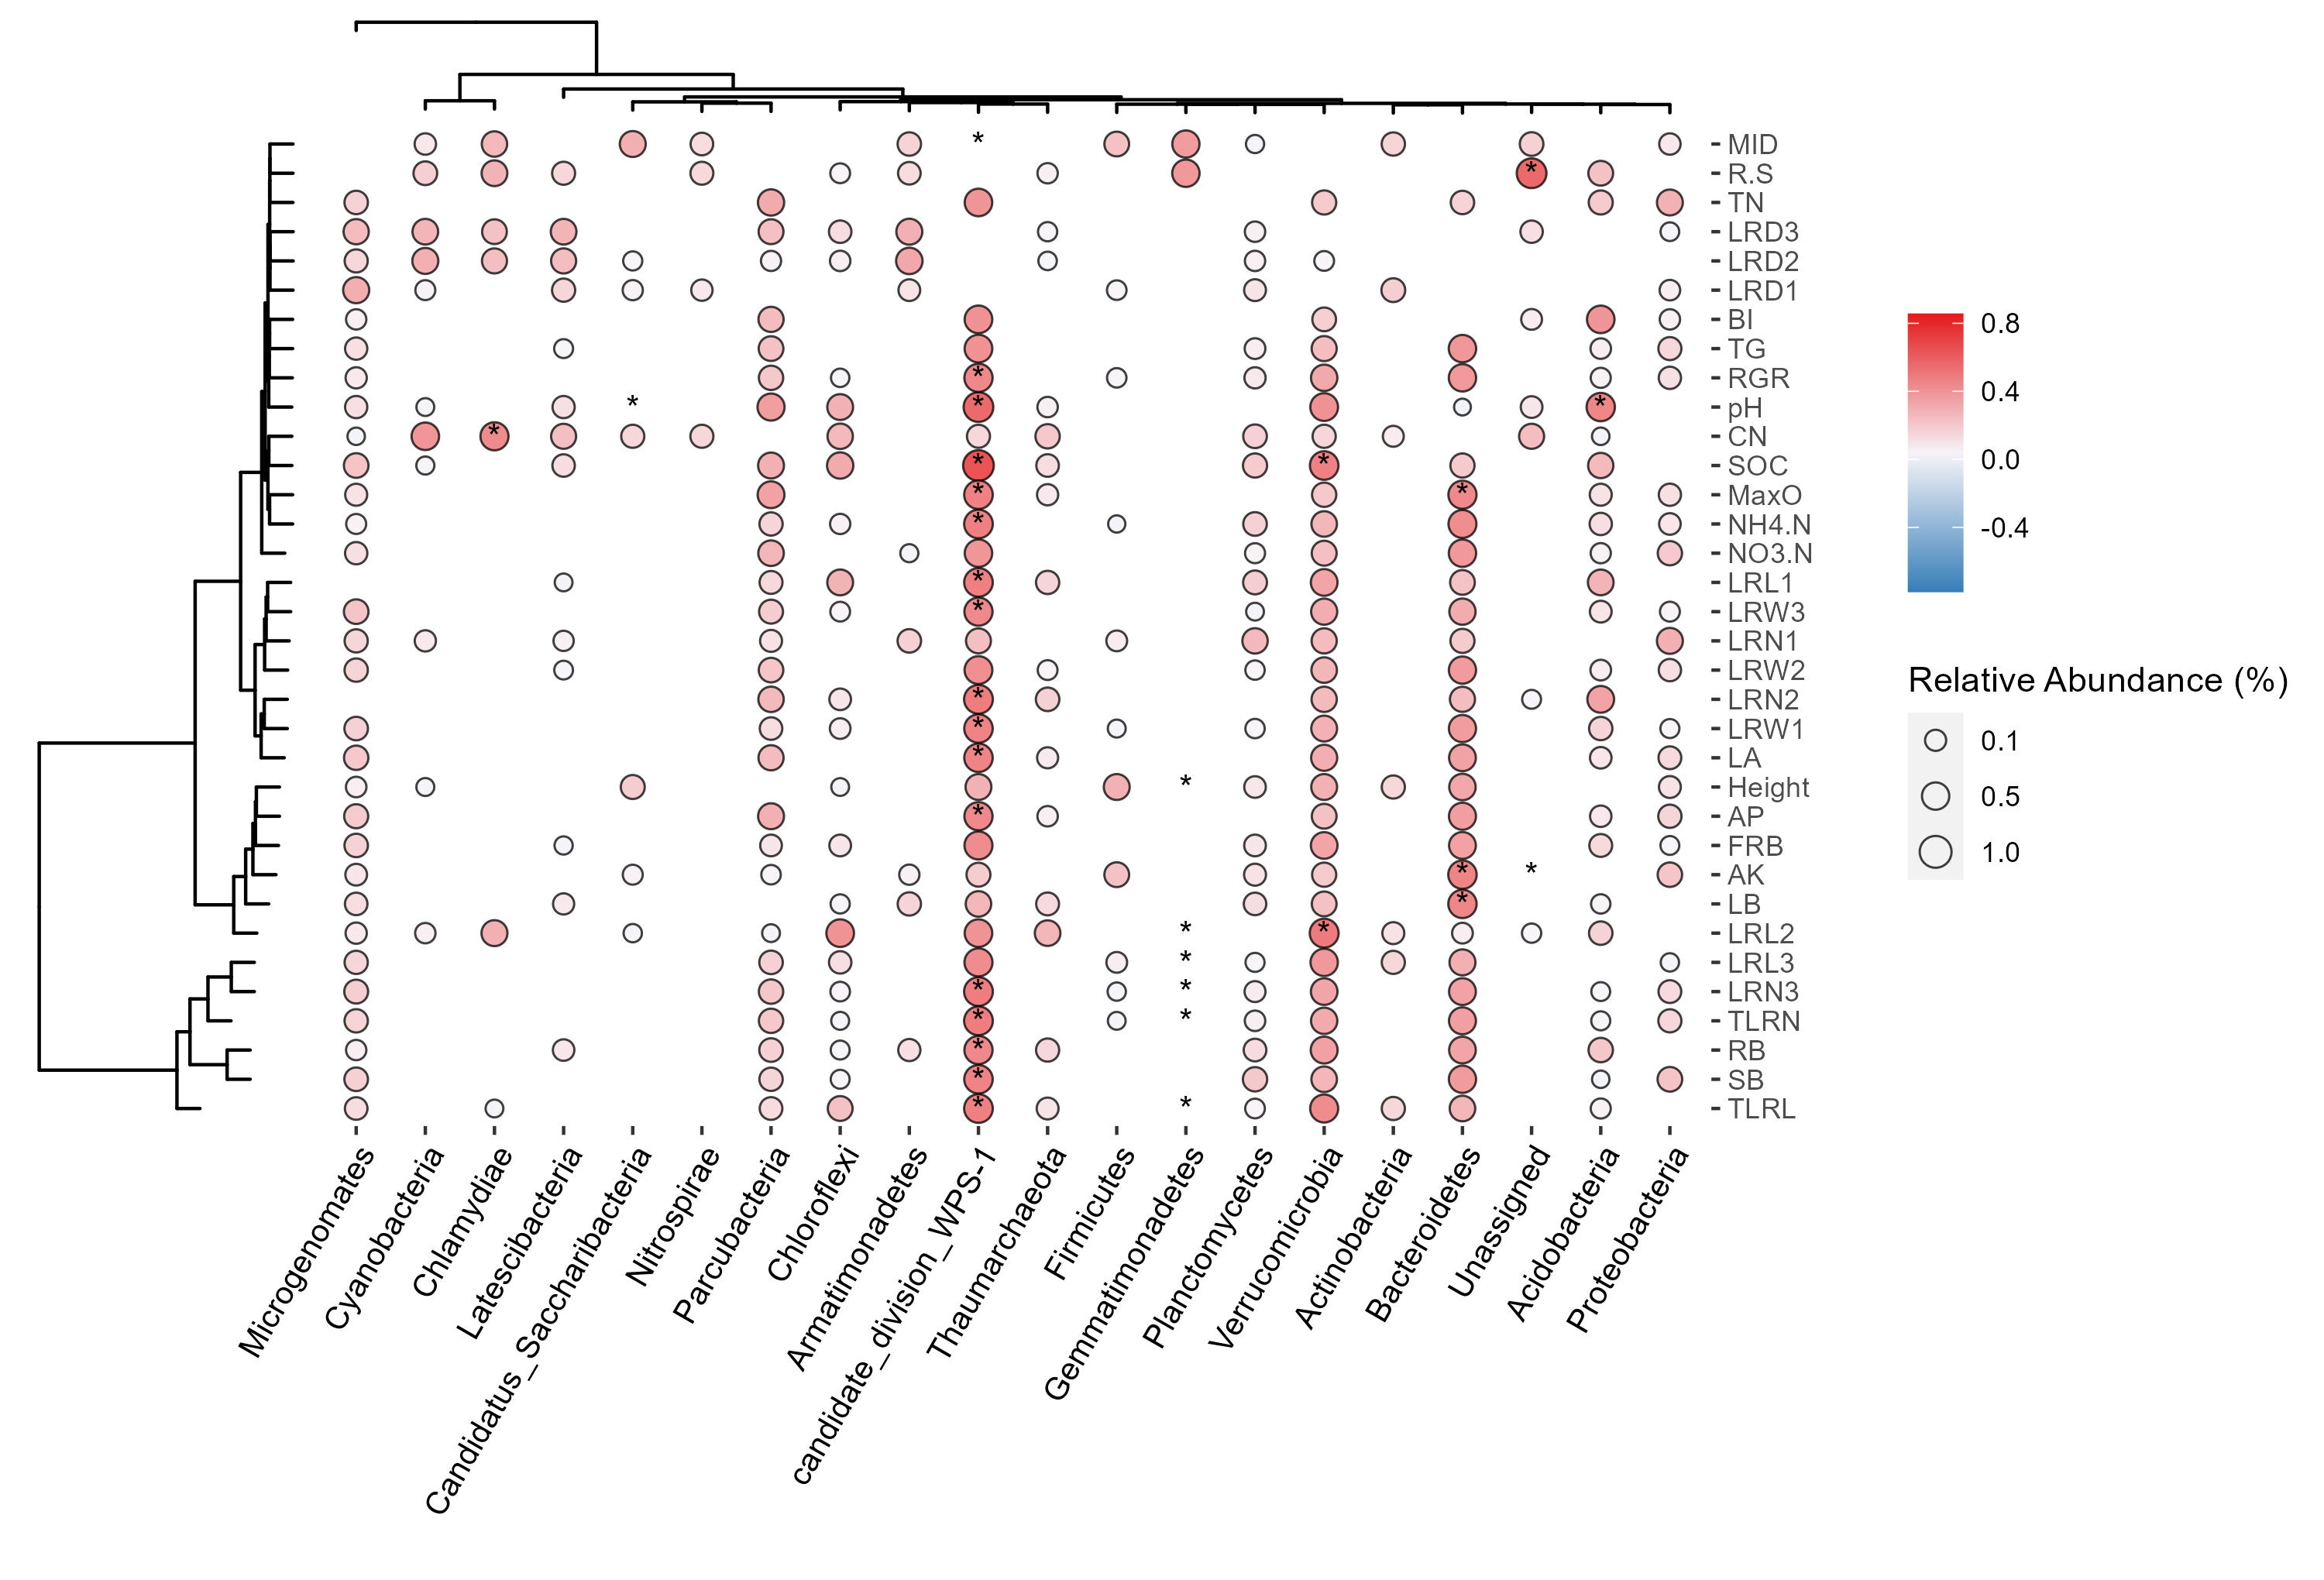 MID
R.S
TN
LRD3
LRD2
LRD1
BI
TG
RGR
pH
CN
SOC
MaxO
NH4.N
NO3.N
LRL1
LRW3
LRN1
LRW2
LRN2
LRW1
LA
Height
AP
FRB
AK
LB
LRL2
LRL3
LRN3
TLRN
RB
SB
TLRL
Microgenomates
Cyanobacteria
Chlamydiae
Latescibacteria
Candidatus_Saccharibacteria
Nitrospirae
Parcubacteria
Chloroflexi
Armatimonadetes
candidate_division_WPS-1
Thaumarchaeota
Firmicutes
Gemmatimonadetes
Planctomycetes
Verrucomicrobia
Actinobacteria
Bacteroidetes
Unassigned
Acidobacteria
Proteobacteria
0.8
0.4
0.0
-0.4
Relative Abundance (%)
0.1
0.5
1.0